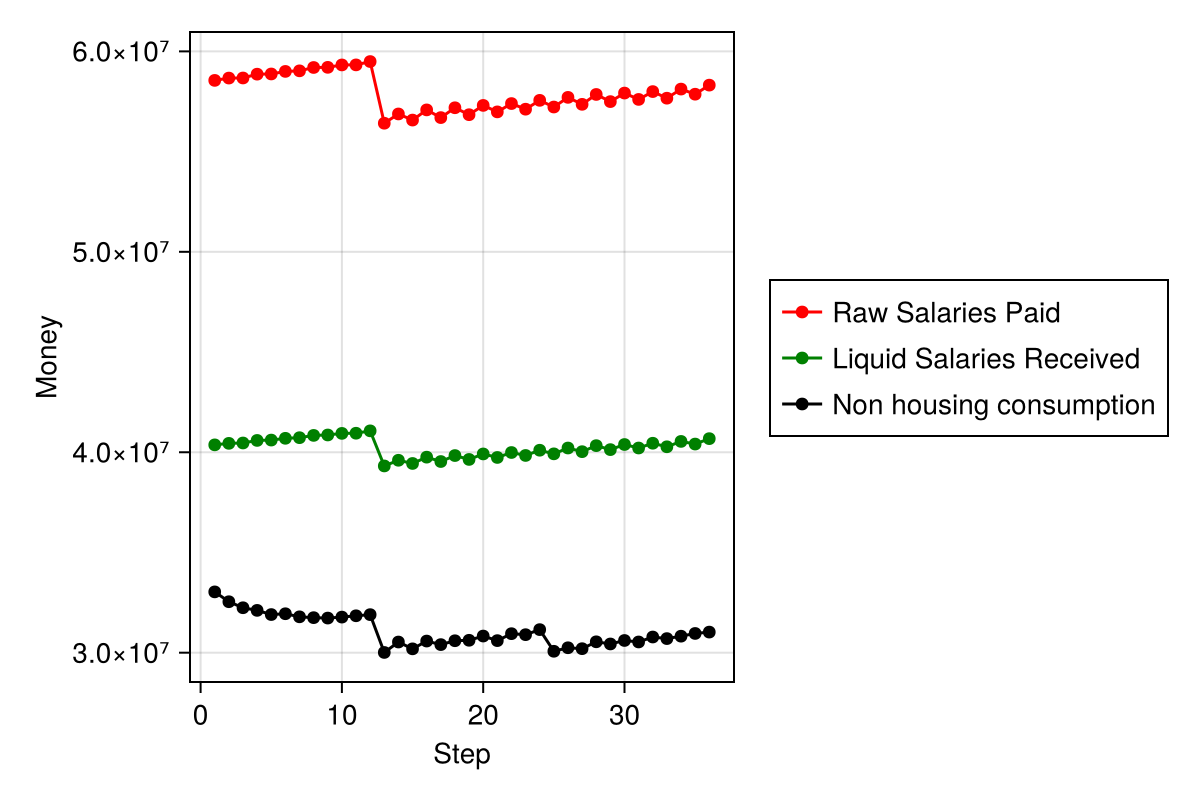 6.0×10⁷
5.0×10⁷
4.0×10⁷
3.0×10⁷
Money
0 10 20 30
Step
Raw Salaries Paid
Liquid Salaries Received
Non housing consumption